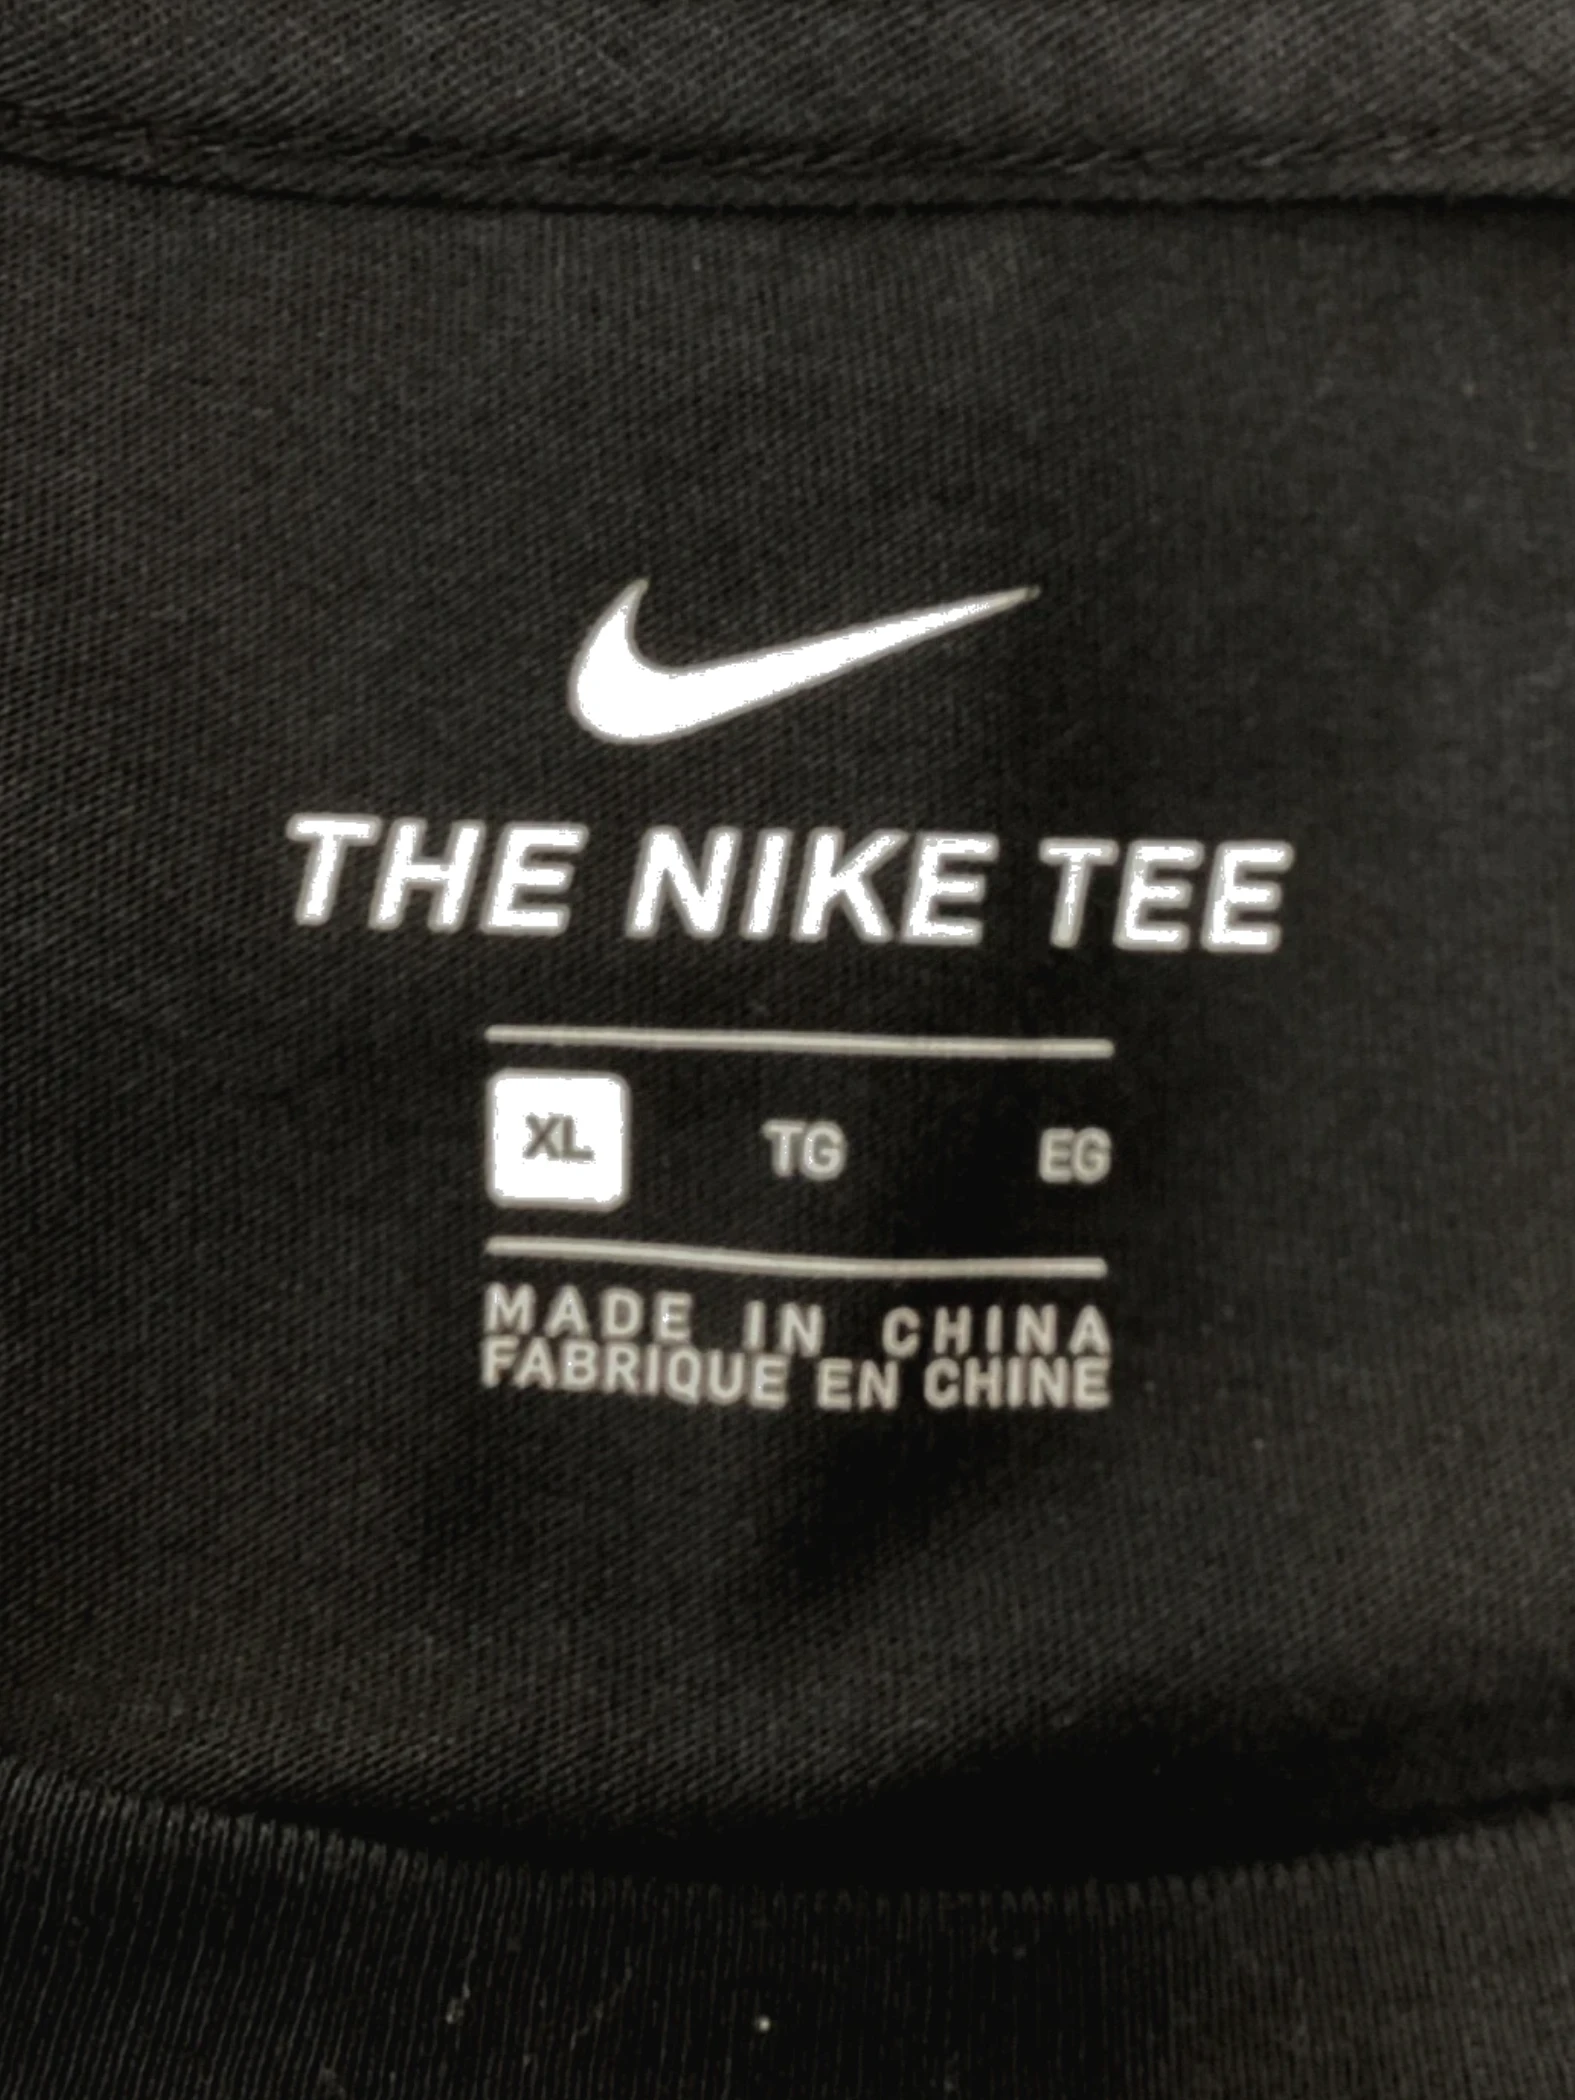 THE NIKE TEE
XL TG EG
MADE IN CHINA
FABRIQUE EN CHINE